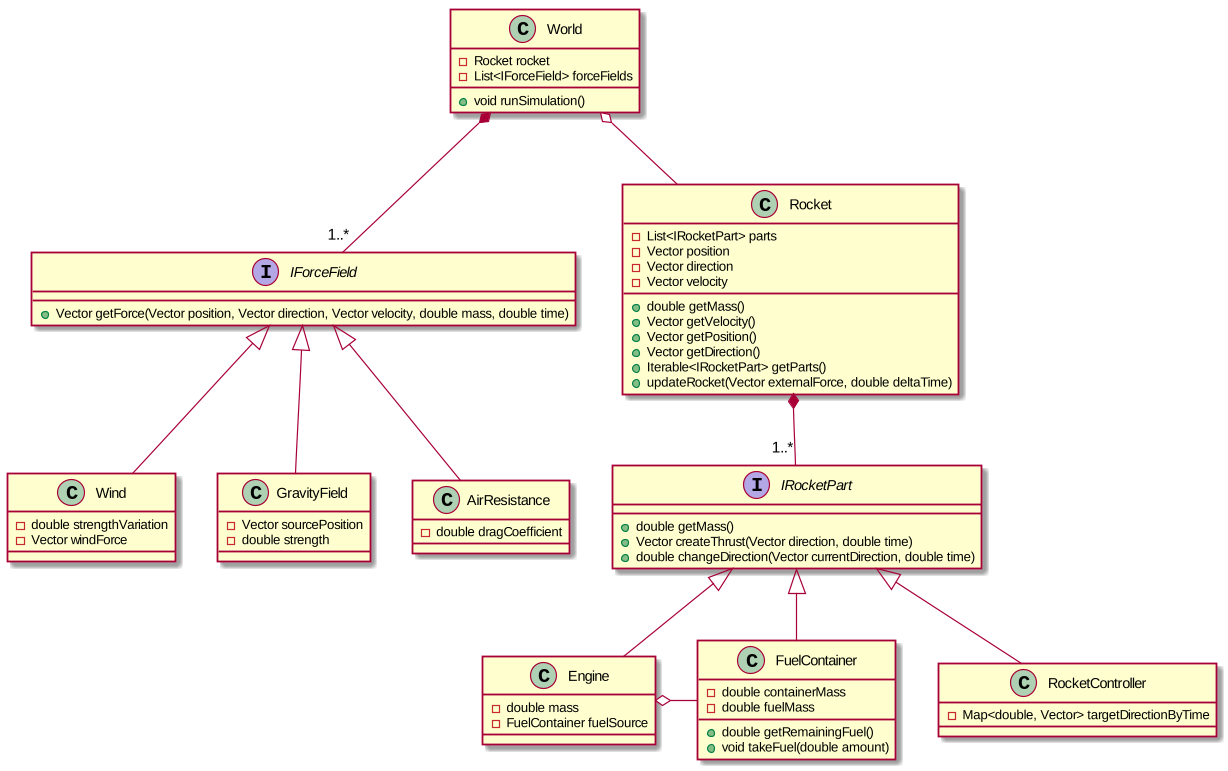 C World
Rocket rocket
List<IForceField> forceFields
void runSimulation()
C Rocket
List<IRocketPart> parts
Vector position
Vector direction
Vector velocity
double getMass()
Vector getVelocity()
Vector getPosition()
Vector getDirection()
Iterable<IRocketPart> getParts()
updateRocket(Vector externalForce, double deltaTime)
1..*
I IForceField
Vector getForce(Vector position, Vector direction, Vector velocity, double mass, double time)
1..*
C Wind
double strengthVariation
Vector windForce
C GravityField
Vector sourcePosition
double strength
C AirResistance
double dragCoefficient
I IRocketPart
double getMass()
Vector createThrust(Vector direction, double time)
double changeDirection(Vector currentDirection, double time)
C Engine
double mass
FuelContainer fuelSource
C FuelContainer
double containerMass
double fuelMass
double getRemainingFuel()
void takeFuel(double amount)
C RocketController
Map<double, Vector> targetDirectionByTime